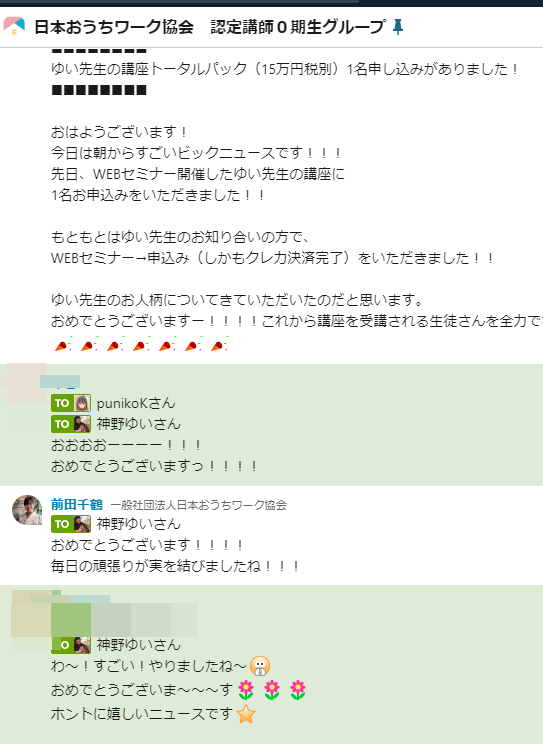 日本おうちワーク協会　認定講師０期生グループ
■■■■■■■■
ゆい先生の講座トータルパック（15万円税別）1名申し込みがありました！
■■■■■■■■
おはようございます！
今日は朝からすごいビックニュースです！！！
先日、WEBセミナー開催したゆい先生の講座に
1名お申込みをいただきました！！
もともとはゆい先生のお知り合いの方で、
WEBセミナー→申込み（しかもクレカ決済完了）をいただきました！！
ゆい先生のお人柄についてきていただいたのだと思います。
おめでとうございますー！！！！これから講座を受講される生徒さんを全力で
TO punikoKさん
TO 神野ゆいさん
おおおおーーーー！！！
おめでとうございますっ！！！！
前田千鶴 一般社団法人日本おうちワーク協会
TO 神野ゆいさん
おめでとうございます！！！！
毎日の頑張りが実を結びましたね！！！
TO 神野ゆいさん
わ～！すごい！やりましたね～
おめでとうございま～～～す
ホントに嬉しいニュースです